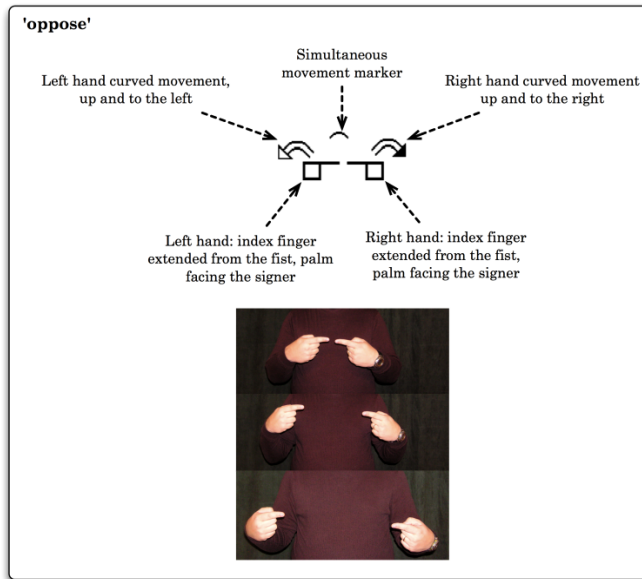 'oppose'
Simultaneous
movement marker
Left hand curved movement,
up and to the left
Right hand curved movement
up and to the right
Left hand: index finger
extended from the fist, palm
facing the signer
Right hand: index finger
extended from the fist,
palm facing the signer